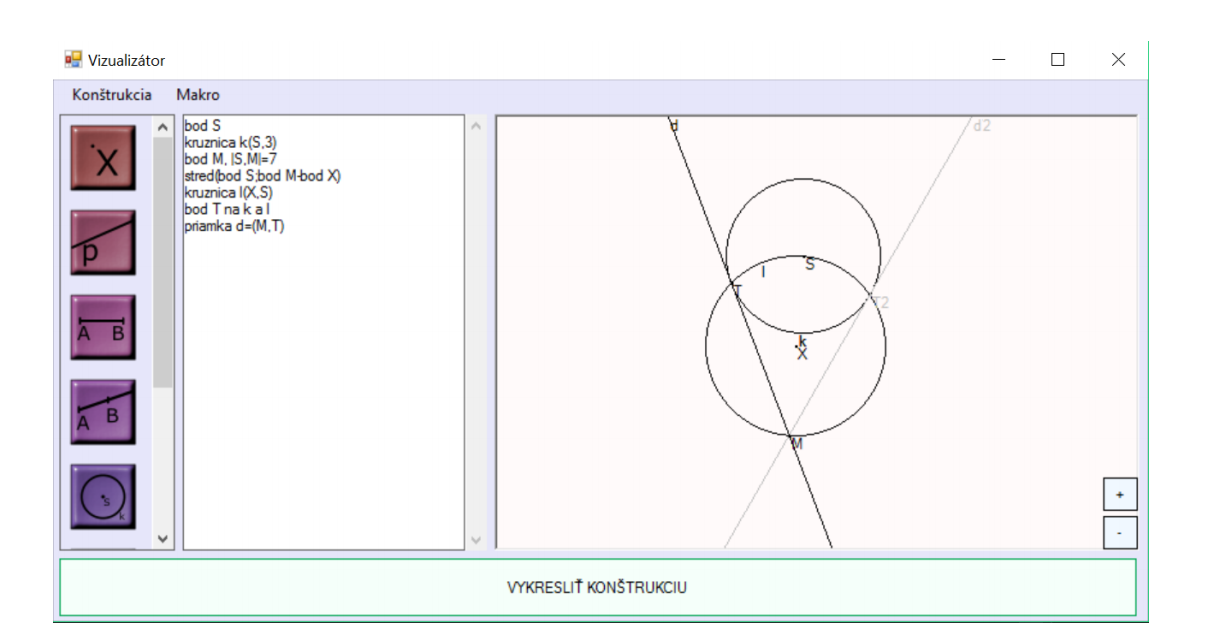 Vizualizátor
Konštrukcia Makro
X
p
A B
A B
S
k
bod S
kruznica k(S,3)
bod M, |S,M|=7
stred(bod S;bod M-bod X)
kruznica l(X,S)
bod T na k a l
priamka d=(M,T)
d
d2
S
l
T
T2
k
X
M
+
-
VYKRESLIŤ KONŠTRUKCIU